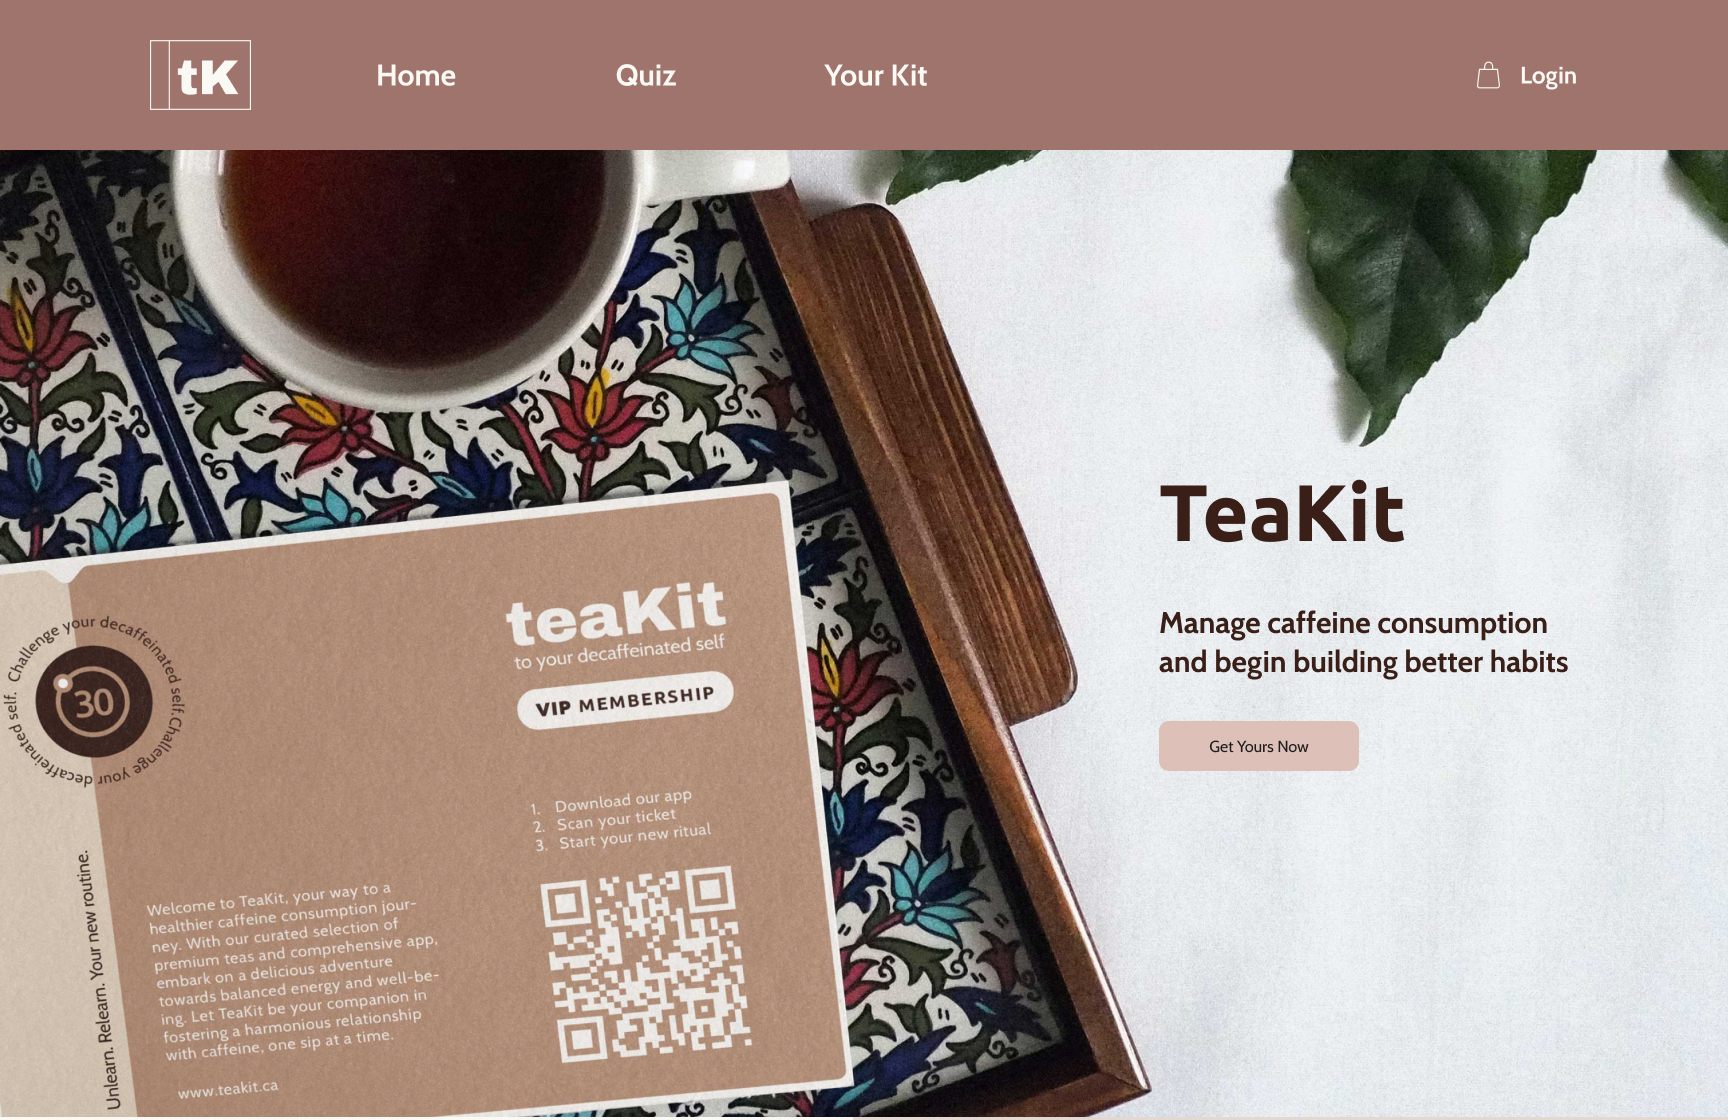 tK
Home
Quiz
Your Kit
Login
TeaKit
Manage caffeine consumption
and begin building better habits
Get Yours Now
teaKit
to your decaffeinated self
VIP MEMBERSHIP
Challenge your decaffeinated self.
Challenge your decaffeinated self.
30
1. Download our app
2. Scan your ticket
3. Start your new ritual
Unlearn. Relearn. Your new routine.
Welcome to TeaKit, your way to a
healthier caffeine consumption jour-
ney. With our curated selection of
premium teas and comprehensive app,
embark on a delicious adventure
towards balanced energy and well-be-
ing. Let TeaKit be your companion in
fostering a harmonious relationship
with caffeine, one sip at a time.
www.teakit.ca